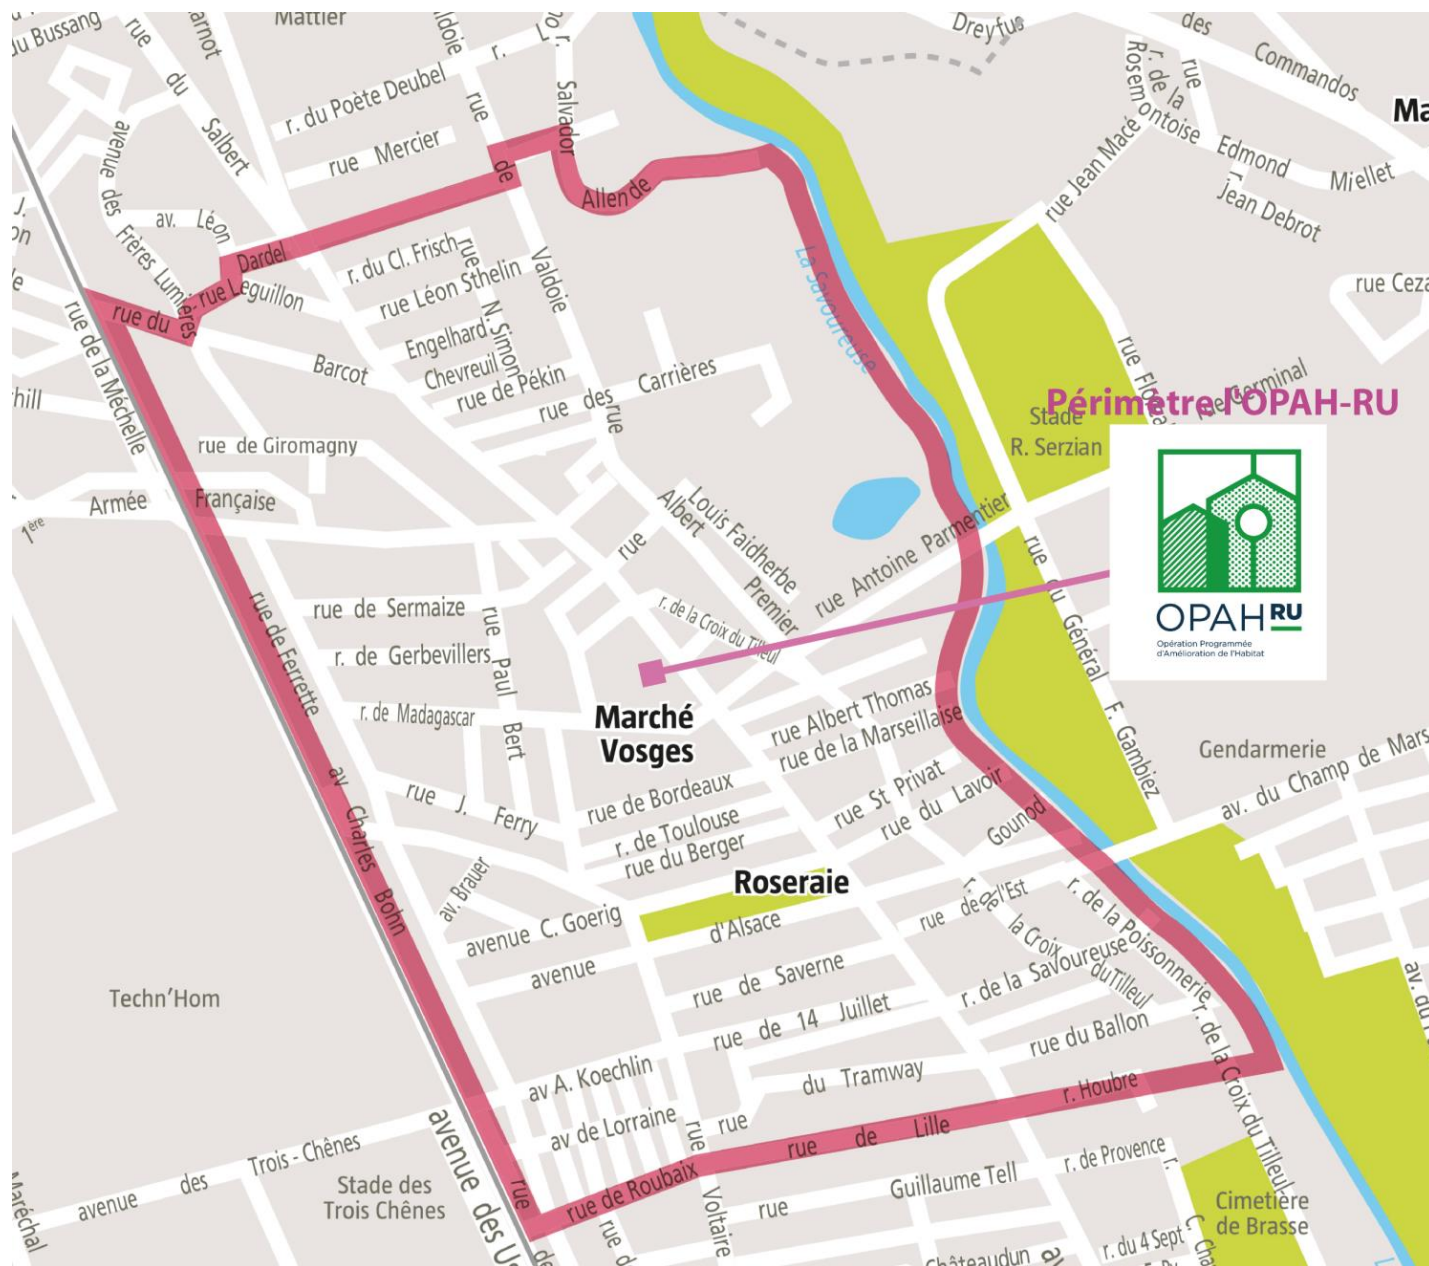 du Bussang
rue
du
Salbert
Mattier
r. du Poète Deubel
rue Mercier
rue
de
Valdoie
r.
Salvador
Allende
Dreyfus
des
Commandos
rue
r. de la
Rosemontoise
Edmond
Miellet
r.
Jean Debrot
rue Jean Macé
avenue des Frères Lumières
av. Léon
Dardel
rue Leguillon
rue du
Barcot
r. du Cl. Frisch
rue
N. Simon
rue Léon Sthelin
Engelhard
Chevreuil
rue de Pékin
rue des Carrières
rue
La Savoureuse
rue de la Méchelle
rue de Giromagny
1ère
Armée
Française
Albert
Premier
rue
Louis Faidherbe
rue Antoine Parmentier
Stade
R. Serzian
rue Germinal
Périmètre l'OPAH-RU
OPAH RU
Opération Programmée
d'Amélioration de l'Habitat
rue du Général F. Gambiez
rue de Ferrette
rue de Sermaize
r. de Gerbevillers
r. de Madagascar
rue Paul Bert
r. de la Croix du Tilleul
Marché
Vosges
rue Albert Thomas
rue de la Marseillaise
rue de Bordeaux
r. de Toulouse
rue du Berger
rue St Privat
rue du Lavoir
Gounod
Gendarmerie
av. du Champ de Mars
rue J. Ferry
av Charles Bohn
av. Brauer
Roseraie
avenue C. Goerig
avenue d'Alsace
rue de l'Est
r. de la Croix du Tilleul
r. de la Poissonnerie
r. de la Savoureuse
rue de Saverne
rue de 14 Juillet
rue du Ballon
r. de la Croix du Tilleul
av. du
Techn'Hom
av A. Koechlin
av de Lorraine
rue du Tramway
rue de Lille
r. Houbre
rue
rue de Roubaix
rue Voltaire
avenue des Trois - Chênes
Stade des
Trois Chênes
avenue des
rue Guillaume Tell
r. de Provence
r.
Cimetière
de Brasse
r. du 4 Sept
Châteaudun
av
Maréchal